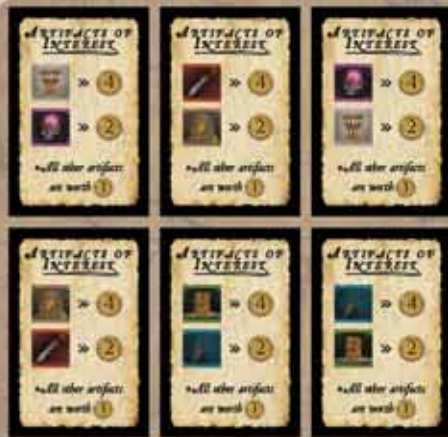 ARTIFACTS OF
INTEREST
» 4
» 2
*All other artifacts
are worth 1
ARTIFACTS OF
INTEREST
» 4
» 2
*All other artifacts
are worth 1
ARTIFACTS OF
INTEREST
» 4
» 2
*All other artifacts
are worth 1
ARTIFACTS OF
INTEREST
» 4
» 2
*All other artifacts
are worth 1
ARTIFACTS OF
INTEREST
» 4
» 2
*All other artifacts
are worth 1
ARTIFACTS OF
INTEREST
» 4
» 2
*All other artifacts
are worth 1